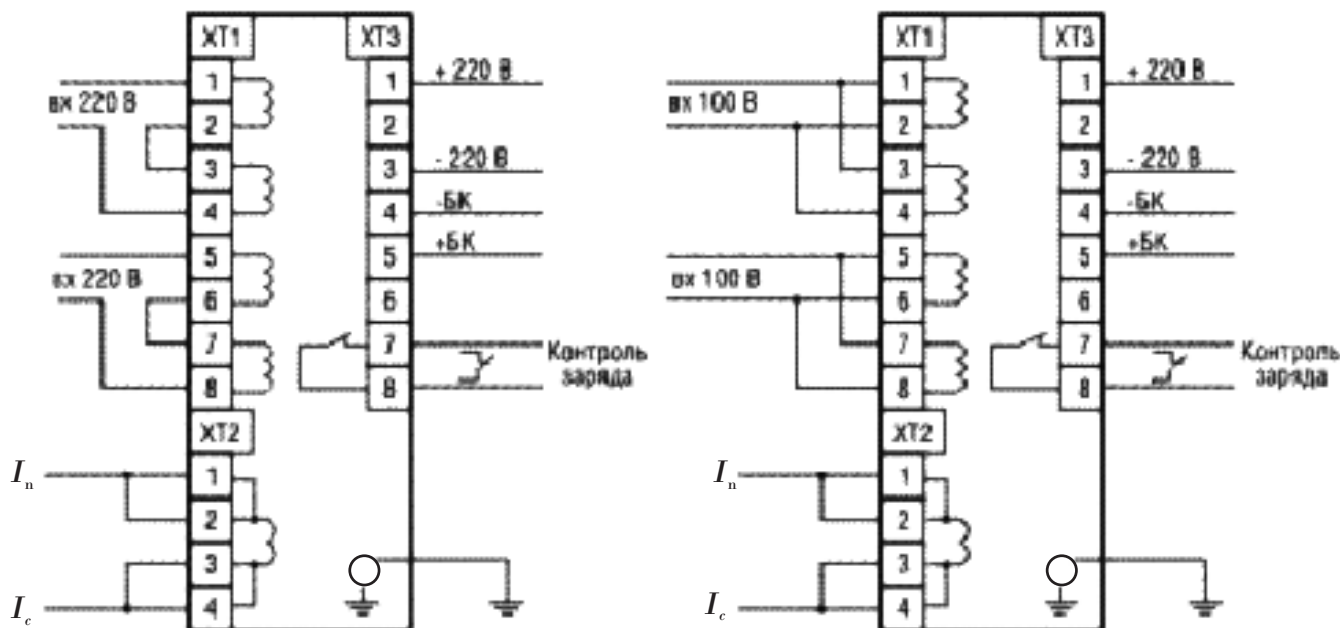 XT1 XT3
1 1 + 220 В
вх 220 В
2 2
3 3 - 220 В
4 4 -БК
5 5 +БК
вх 220 В
6 6
7 7 Контроль
заряда
8 8
XT2
Iп 1
2
3
Ic 4
XT1 XT3
1 1 + 220 В
вх 100 В
2 2
3 3 - 220 В
4 4 -БК
5 5 +БК
вх 100 В
6 6
7 7 Контроль
заряда
8 8
XT2
Iп 1
2
3
Ic 4